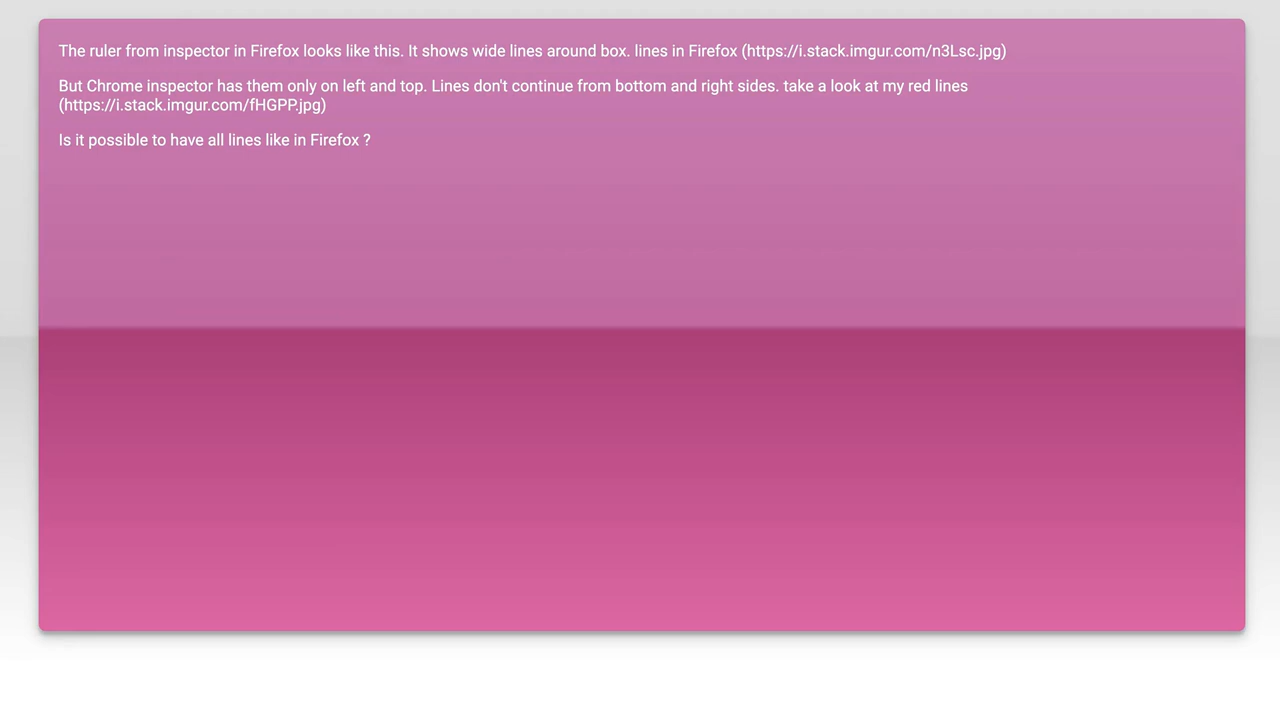 The ruler from inspector in Firefox looks like this. It shows wide lines around box. lines in Firefox (https://i.stack.imgur.com/n3Lsc.jpg)
But Chrome inspector has them only on left and top. Lines don't continue from bottom and right sides. take a look at my red lines
(https://i.stack.imgur.com/fHGPP.jpg)
Is it possible to have all lines like in Firefox ?